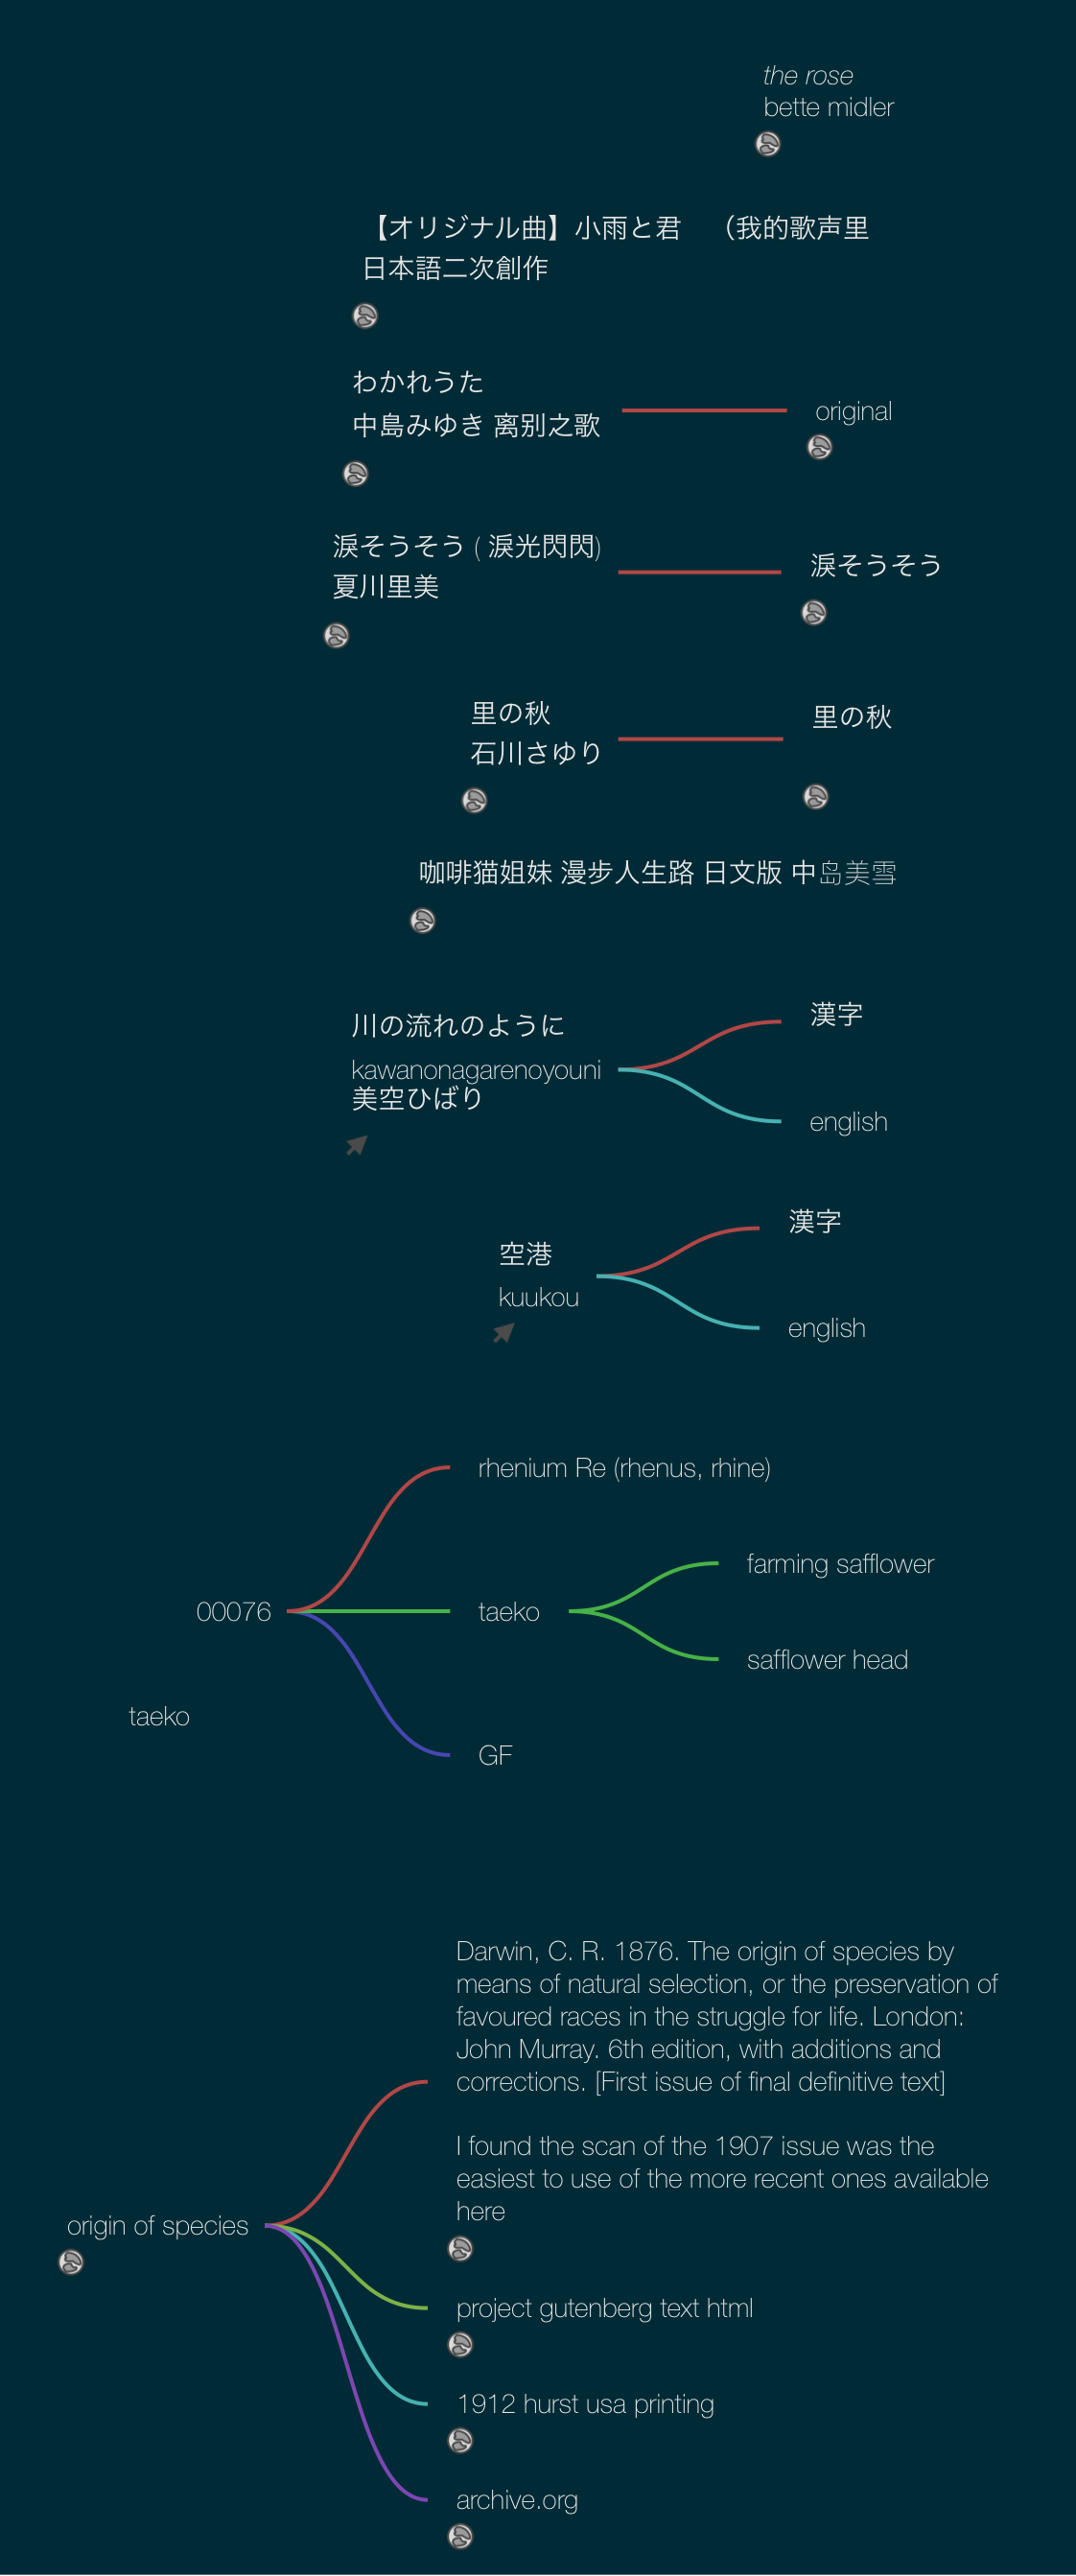 the rose
bette midler
【オリジナル曲】小雨と君　（我的歌声里
日本語二次創作
わかれうた
中島みゆき 离别之歌
original
涙そうそう ( 淚光閃閃)
夏川里美
涙そうそう
里の秋
石川さゆり
里の秋
咖啡猫姐妹 漫步人生路 日文版 中岛美雪
川の流れのように
kawanonagarenoyouni
美空ひばり
漢字
english
空港
kuukou
漢字
english
rhenium Re (rhenus, rhine)
farming safflower
00076
taeko
safflower head
taeko
GF
Darwin, C. R. 1876. The origin of species by
means of natural selection, or the preservation of
favoured races in the struggle for life. London:
John Murray. 6th edition, with additions and
corrections. [First issue of final definitive text]
I found the scan of the 1907 issue was the
easiest to use of the more recent ones available
here
origin of species
project gutenberg text html
1912 hurst usa printing
archive.org